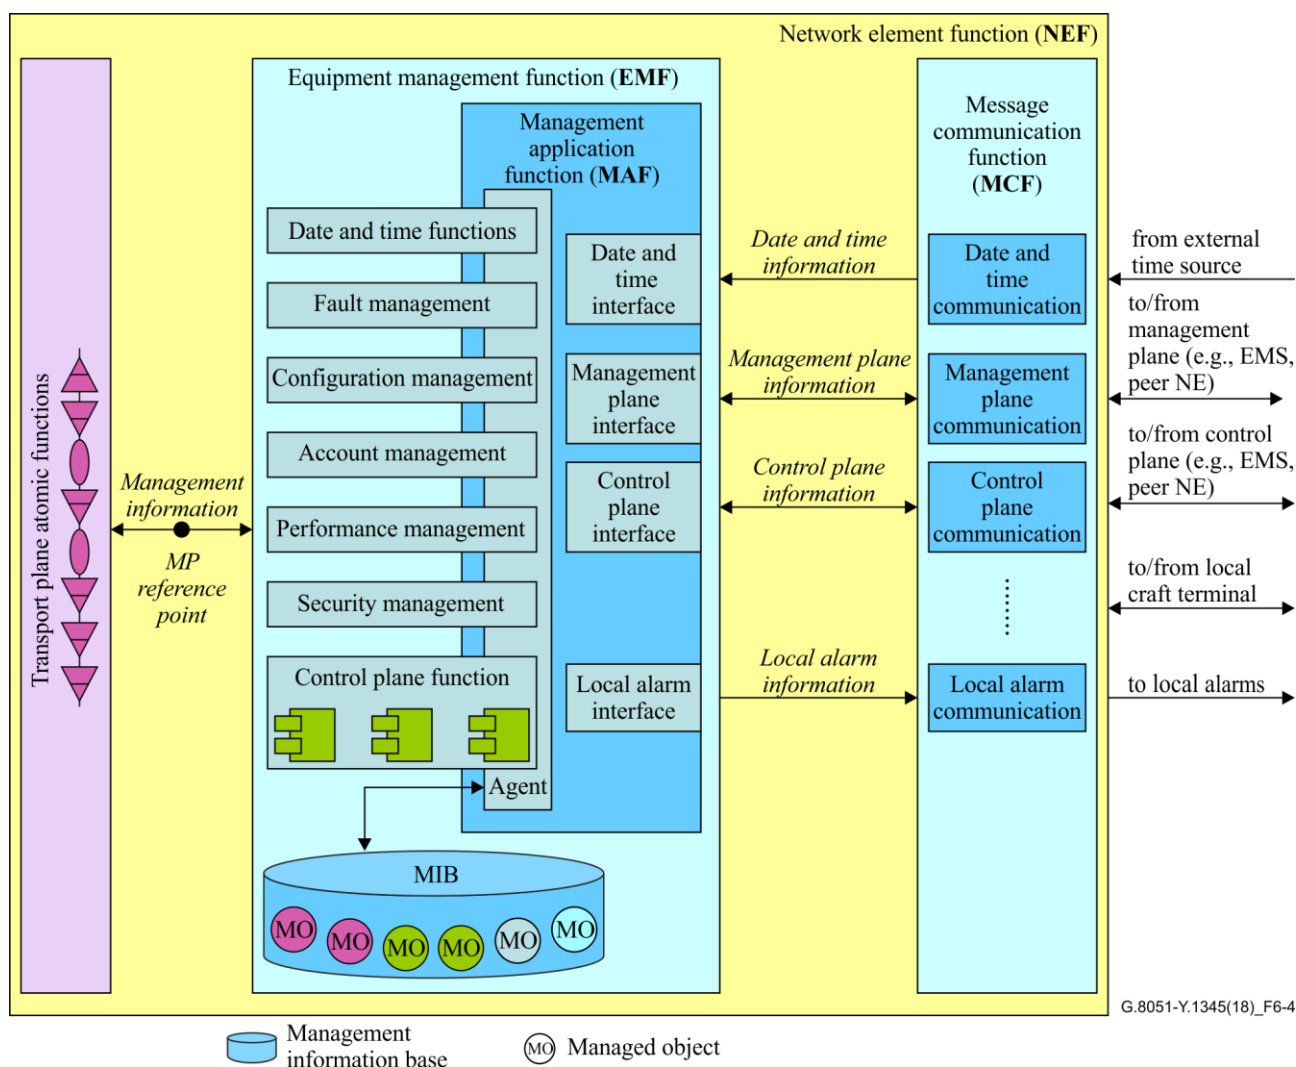 Network element function (NEF)
Transport plane atomic functions
Management
information
MP
reference
point
Equipment management function (EMF)
Management
application
function (MAF)
Date and time functions
Fault management
Configuration management
Account management
Performance management
Security management
Control plane function
Agent
Date and
time
interface
Management
plane
interface
Control
plane
interface
Local alarm
interface
MIB
MO
MO
MO
MO
MO
MO
Date and time
information
Management plane
information
Control plane
information
Local alarm
information
Message
communication
function
(MCF)
Date and
time
communication
Management
plane
communication
Control
plane
communication
Local alarm
communication
from external
time source
to/from
management
plane (e.g., EMS,
peer NE)
to/from control
plane (e.g., EMS,
peer NE)
to/from local
craft terminal
to local alarms
G.8051-Y.1345(18)_F6-4
Management
information base
MO
Managed object